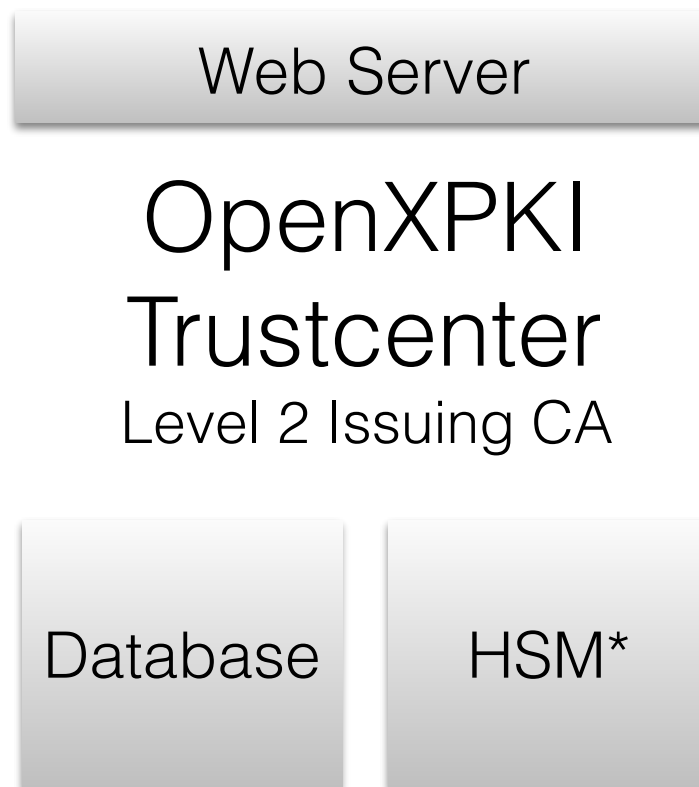 Web Server
OpenXPKI
Trustcenter
Level 2 Issuing CA
Database
HSM*